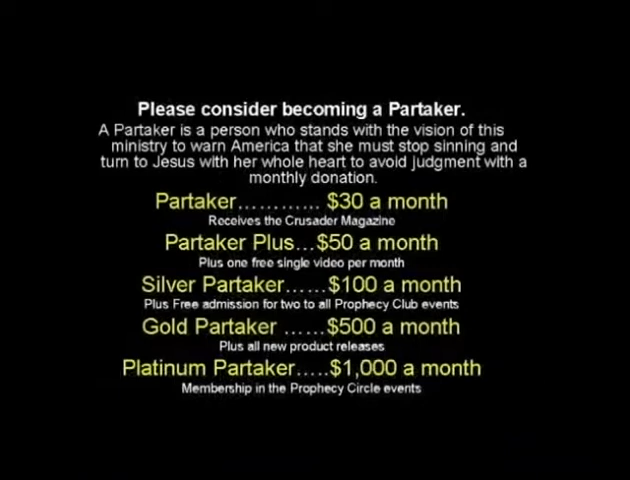 Please consider becoming a Partaker.
A Partaker is a person who stands with the vision of this
ministry to warn America that she must stop sinning and
turn to Jesus with her whole heart to avoid judgment with a
monthly donation.
Partaker………... $30 a month
Receives the Crusader Magazine
Partaker Plus…$50 a month
Plus one free single video per month
Silver Partaker……$100 a month
Plus Free admission for two to all Prophecy Club events
Gold Partaker ……$500 a month
Plus all new product releases
Platinum Partaker…..$1,000 a month
Membership in the Prophecy Circle events